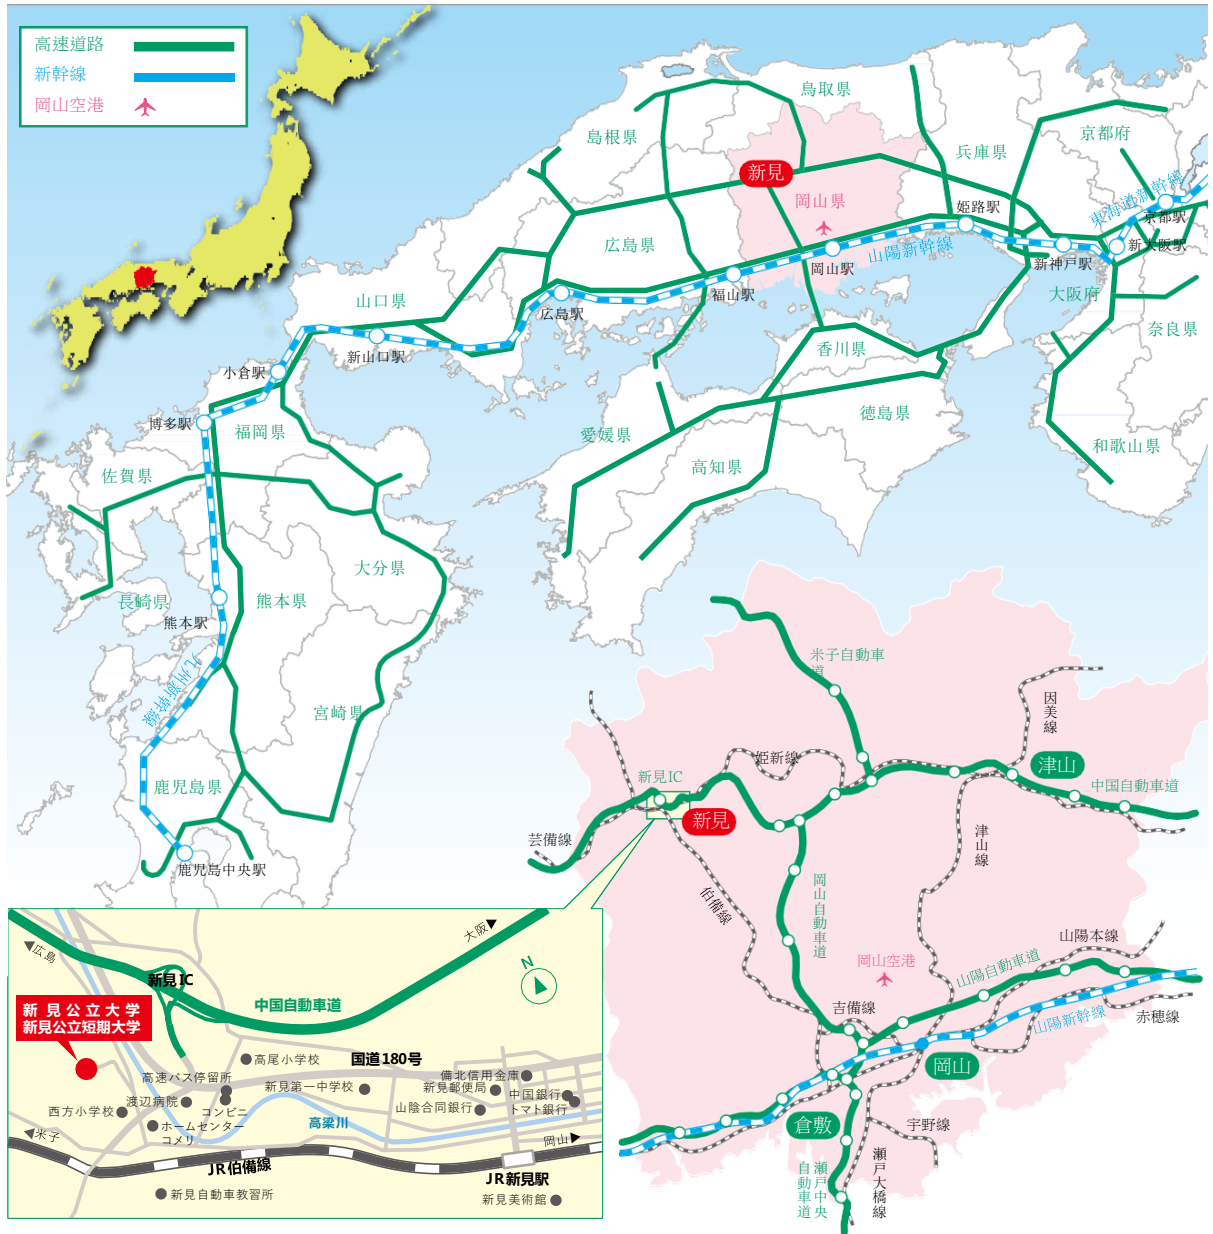 高速道路
新幹線
岡山空港
鳥取県
島根県
京都府
兵庫県
新見
岡山県
東海道新幹線
姫路駅
京都駅
広島県
山陽新幹線
新大阪駅
岡山駅
新神戸駅
福山駅
大阪府
山口県
広島駅
奈良県
新山口駅
香川県
小倉駅
博多駅
徳島県
福岡県
愛媛県
和歌山県
高知県
佐賀県
大分県
長崎県
熊本県
熊本駅
九州新幹線
宮崎県
鹿児島県
鹿児島中央駅
米子自動車
道
因美線
姫新線
津山
新見IC
中国自動車道
新見
芸備線
津山線
伯備線
岡山自動車道
山陽本線
岡山空港
山陽自動車道
吉備線
山陽新幹線
赤穂線
岡山
倉敷
宇野線
瀬戸大橋線
瀬戸中央
自動車道
大阪▶
◀広島
新見IC
N
中国自動車道
新見公立大学
新見公立短期大学
高尾小学校
国道180号
高速バス停留所
新見第一中学校
備北信用金庫
新見郵便局
中国銀行
トマト銀行
渡辺病院
西方小学校
コンビニ
山陰合同銀行
ホームセンター
コメリ
高梁川
◀米子
岡山▶
JR伯備線
JR新見駅
新見自動車教習所
新見美術館